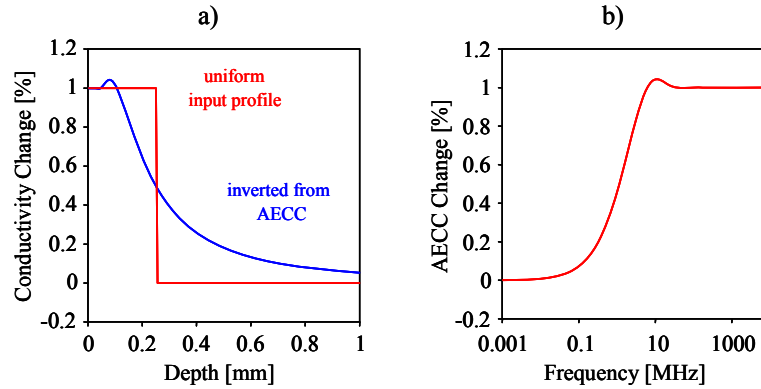 a)
Conductivity Change [%]
1.2
1
0.8
0.6
0.4
0.2
0
-0.2
uniform
input profile
inverted from
AECC
0 0.2 0.4 0.6 0.8 1
Depth [mm]
b)
AECC Change [%]
1.2
1
0.8
0.6
0.4
0.2
0
-0.2
0.001 0.1 10 1000
Frequency [MHz]